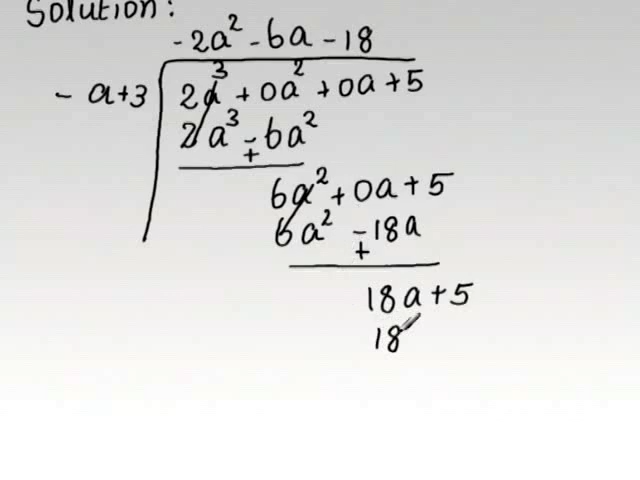 Solution:
-2a² -6a -18
- a+3 2a³ +0a² +0a +5
2a³ -6a²
+
6a² +0a +5
6a² -18a
+
18a +5
18